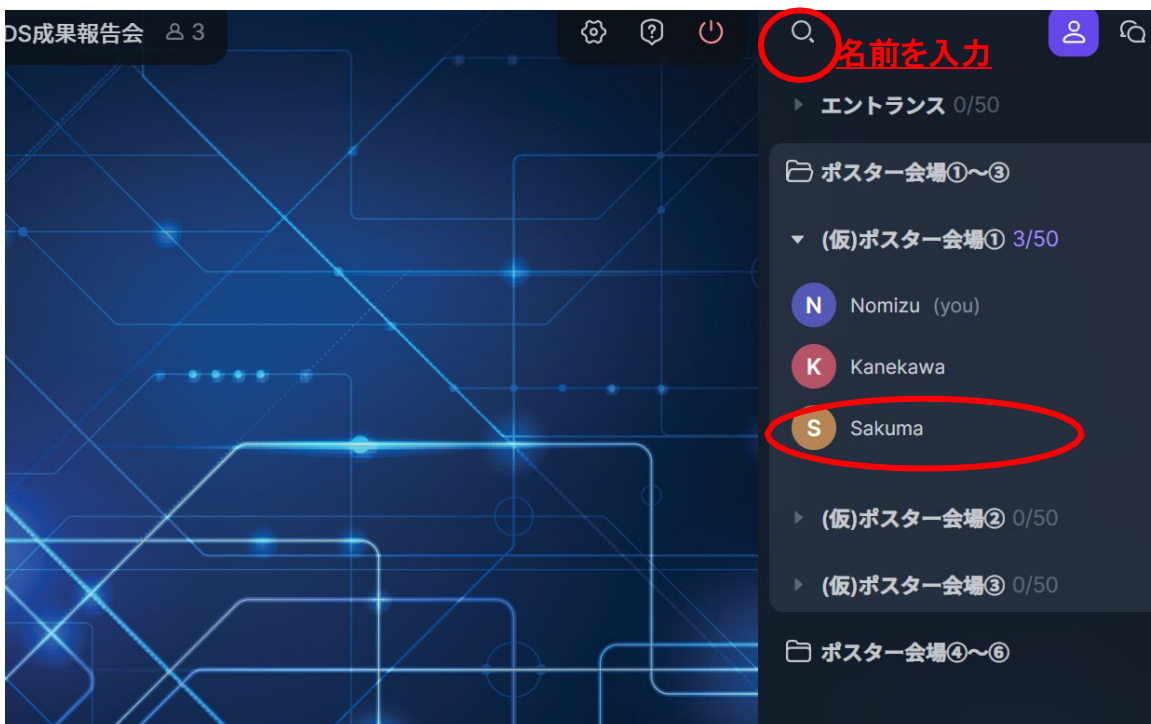 DS成果報告会 3
名前を入力
エントランス 0/50
ポスター会場①～③
(仮)ポスター会場① 3/50
N Nomizu (you)
K Kanekawa
S Sakuma
(仮)ポスター会場② 0/50
(仮)ポスター会場③ 0/50
ポスター会場④～⑥